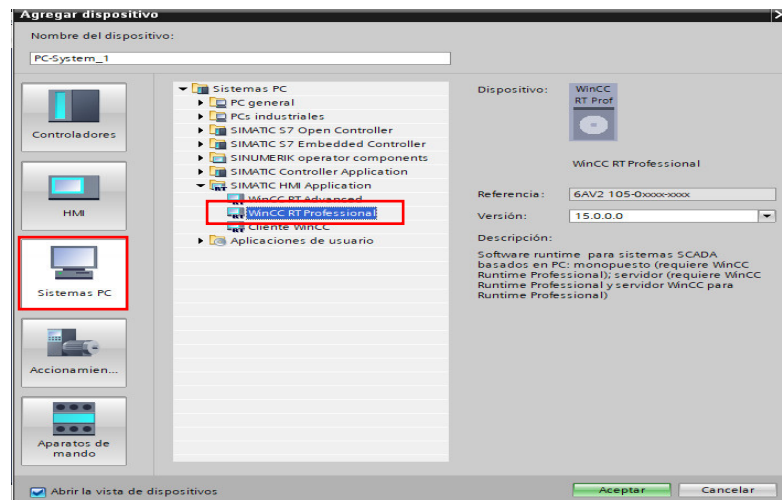 Agregar dispositivo
Nombre del dispositivo:
PC-System_1
Controladores
HMI
Sistemas PC
Accionamien...
Aparatos de
mando
Sistemas PC
PC general
PCs industriales
SIMATIC S7 Open Controller
SIMATIC S7 Embedded Controller
SINUMERIK operator components
SIMATIC Controller Application
SIMATIC HMI Application
WinCC RT Advanced
WinCC RT Professional
Cliente WinCC
Aplicaciones de usuario
Dispositivo:
WinCC
RT Prof
WinCC RT Professional
Referencia:
6AV2 105-0xxxx-xxxx
Versión:
15.0.0.0
Descripción:
Software runtime para sistemas SCADA
basados en PC: monopuesto (requiere WinCC
Runtime Professional); servidor (requiere WinCC
Runtime Professional y servidor WinCC para
Runtime Professional)
Abrir la vista de dispositivos
Aceptar
Cancelar